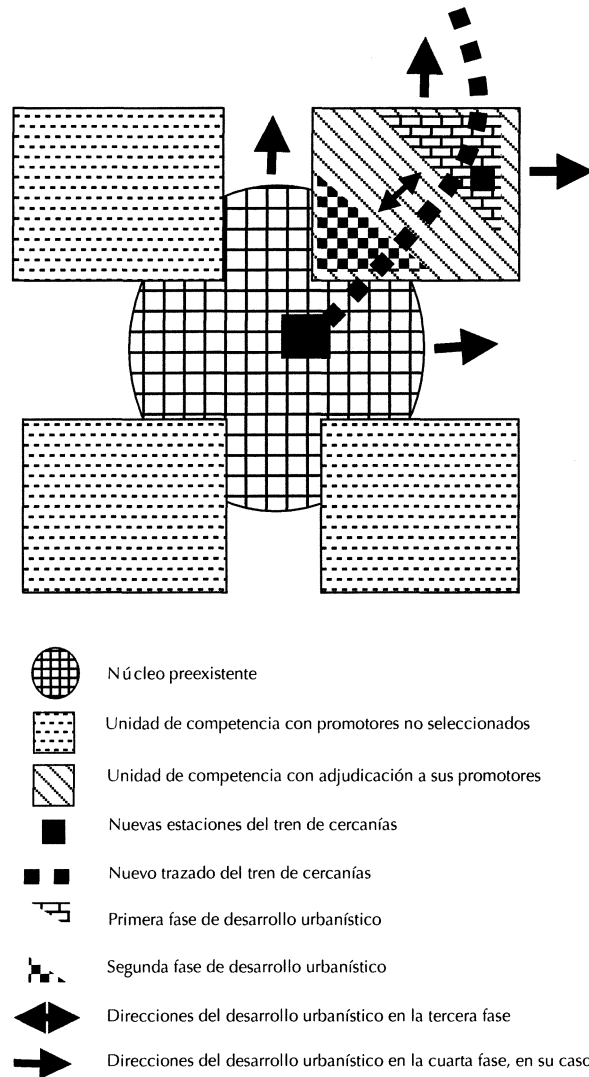 Núcleo preexistente
Unidad de competencia con promotores no seleccionados
Unidad de competencia con adjudicación a sus promotores
Nuevas estaciones del tren de cercanías
Nuevo trazado del tren de cercanías
Primera fase de desarrollo urbanístico
Segunda fase de desarrollo urbanístico
Direcciones del desarrollo urbanístico en la tercera fase
Direcciones del desarrollo urbanístico en la cuarta fase, en su caso